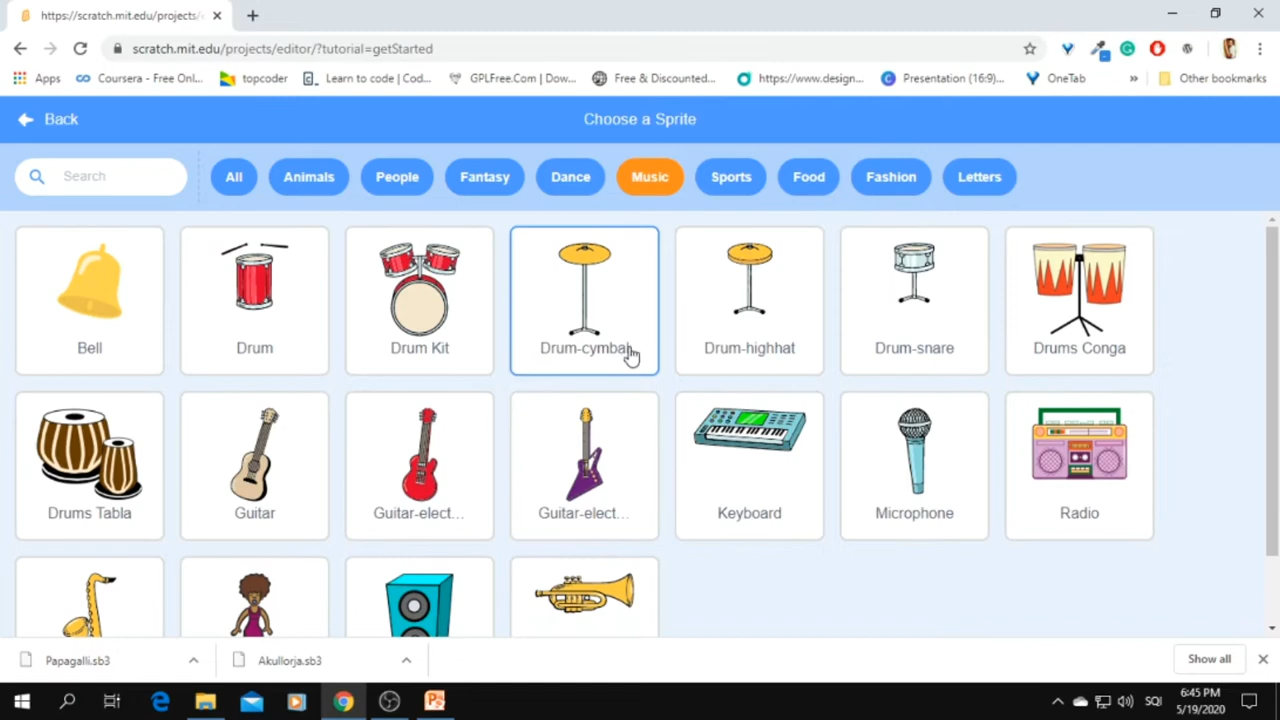 https://scratch.mit.edu/projects/
scratch.mit.edu/projects/editor/?tutorial=getStarted
Apps
Coursera - Free Onl...
topcoder
Learn to code | Cod...
GPLFree.Com | Dow...
Free & Discounted...
https://www.design...
Presentation (16:9)...
OneTab
»
Other bookmarks
Back
Choose a Sprite
Search
All
Animals
People
Fantasy
Dance
Music
Sports
Food
Fashion
Letters
Bell
Drum
Drum Kit
Drum-cymbal
Drum-highhat
Drum-snare
Drums Conga
Drums Tabla
Guitar
Guitar-elect...
Guitar-elect...
Keyboard
Microphone
Radio
Papagalli.sb3
Akullorja.sb3
Show all
SQI
6:45 PM
5/19/2020